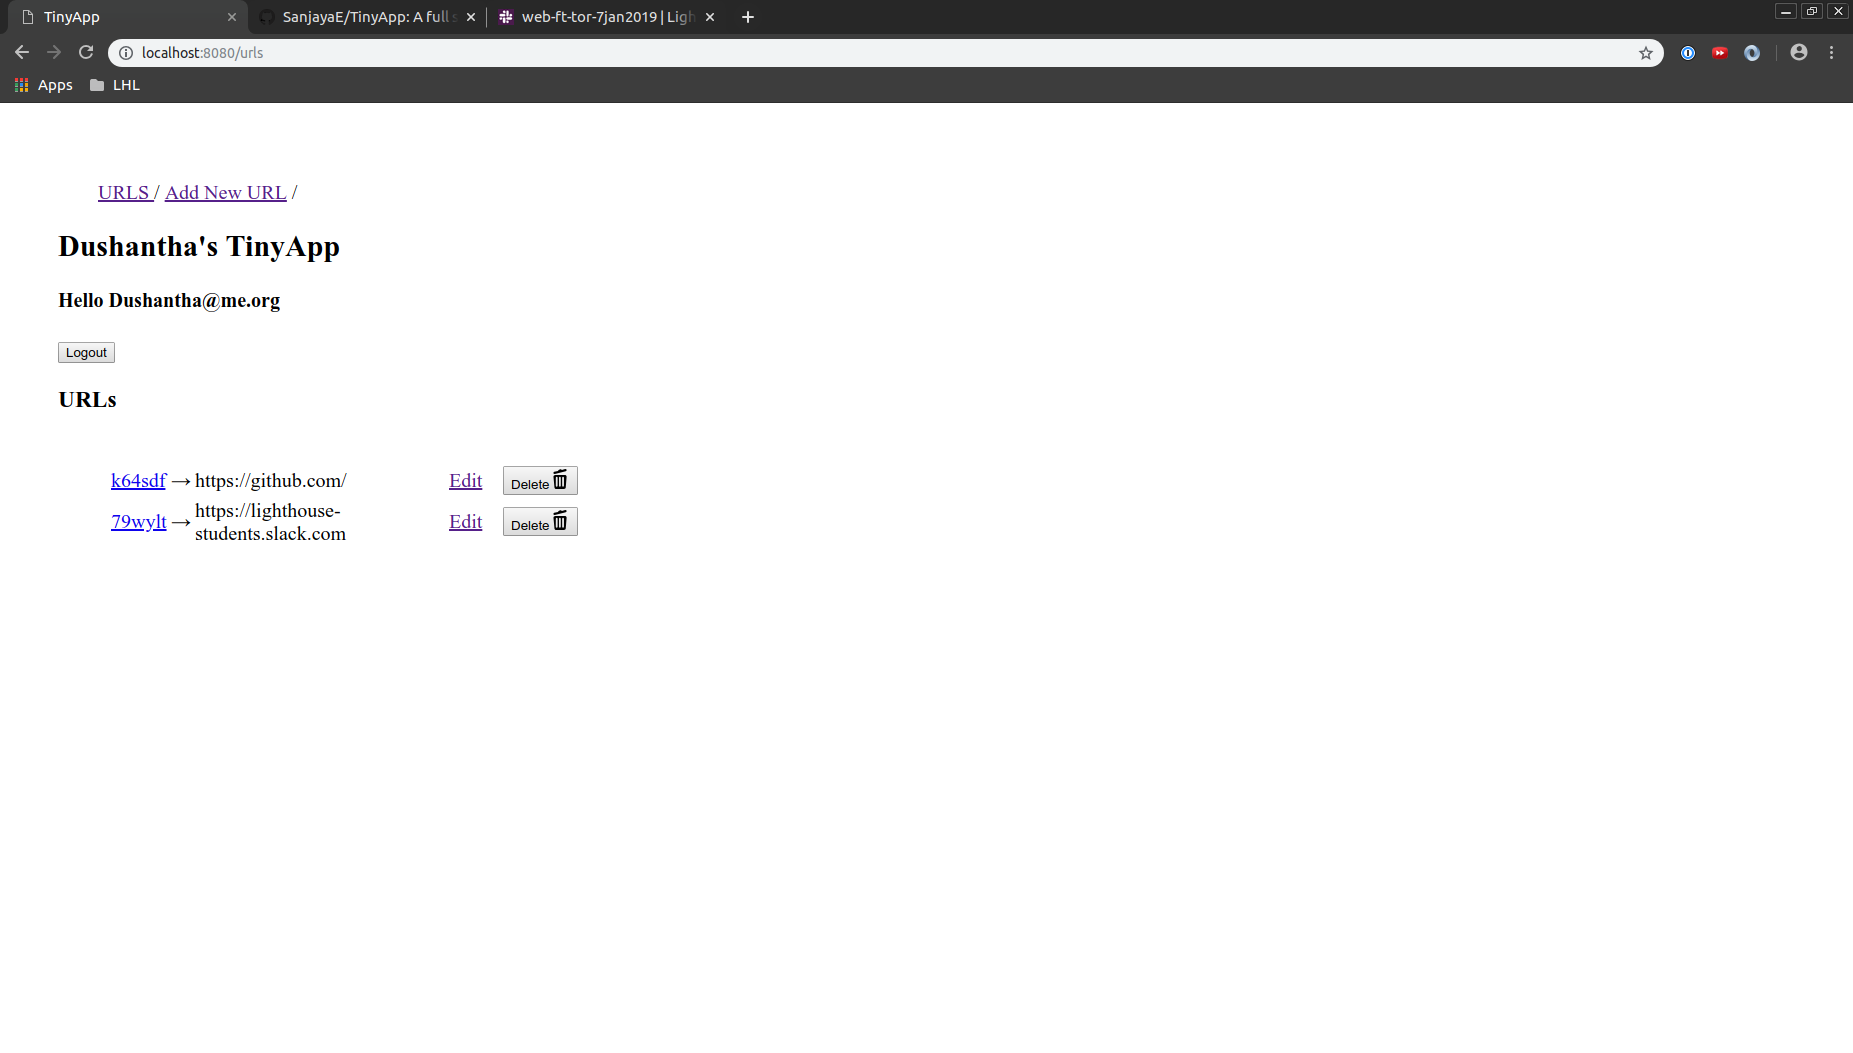 TinyApp
SanjayaE/TinyApp: A full s
web-ft-tor-7jan2019 | Ligh
localhost:8080/urls
Apps
LHL
URLS / Add New URL /
Dushantha's TinyApp
Hello Dushantha@me.org
Logout
URLs
k64sdf → https://github.com/ Edit Delete
79wylt → https://lighthouse-
students.slack.com Edit Delete